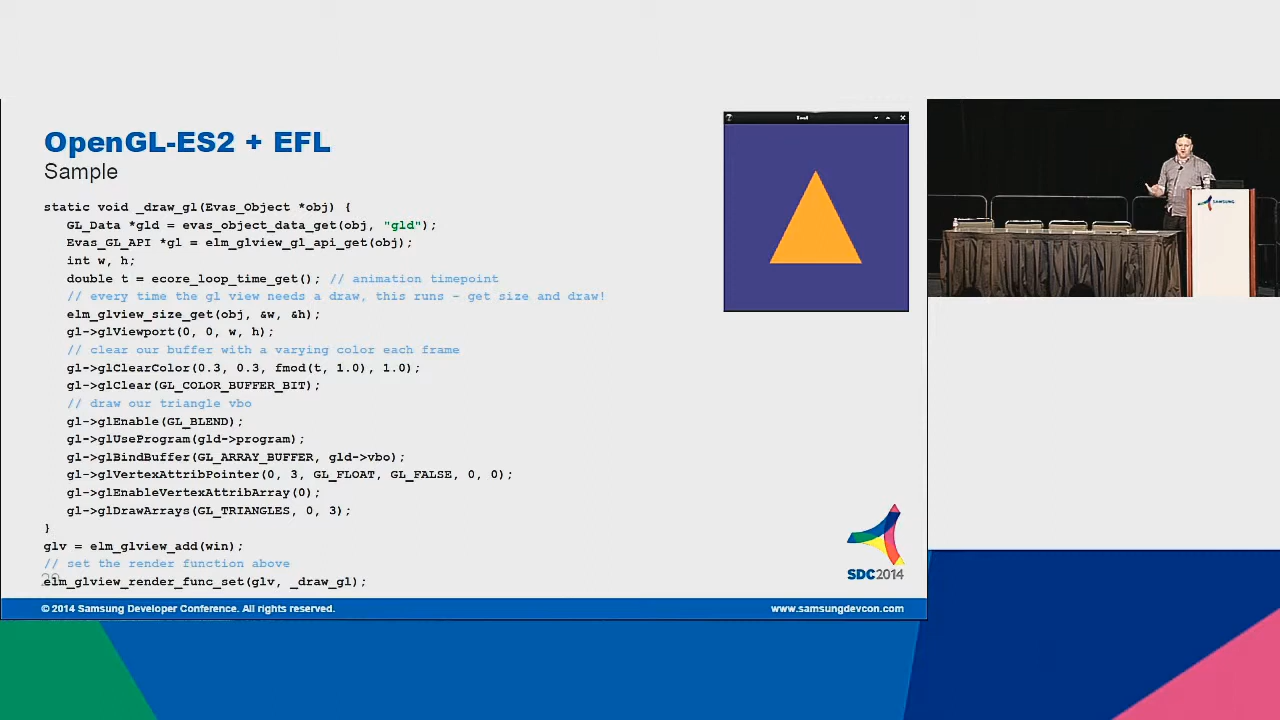 OpenGL-ES2 + EFL
Sample
static void _draw_gl(Evas_Object *obj) {
GL_Data *gld = evas_object_data_get(obj, "gld");
Evas_GL_API *gl = elm_glview_gl_api_get(obj);
int w, h;
double t = ecore_loop_time_get(); // animation timepoint
// every time the gl view needs a draw, this runs - get size and draw!
elm_glview_size_get(obj, &w, &h);
gl->glViewport(0, 0, w, h);
// clear our buffer with a varying color each frame
gl->glClearColor(0.3, 0.3, fmod(t, 1.0), 1.0);
gl->glClear(GL_COLOR_BUFFER_BIT);
// draw our triangle vbo
gl->glEnable(GL_BLEND);
gl->glUseProgram(gld->program);
gl->glBindBuffer(GL_ARRAY_BUFFER, gld->vbo);
gl->glVertexAttribPointer(0, 3, GL_FLOAT, GL_FALSE, 0, 0);
gl->glEnableVertexAttribArray(0);
gl->glDrawArrays(GL_TRIANGLES, 0, 3);
}
glv = elm_glview_add(win);
// set the render function above
elm_glview_render_func_set(glv, _draw_gl);
SDC2014
© 2014 Samsung Developer Conference. All rights reserved.
www.samsungdevcon.com
SAMSUNG